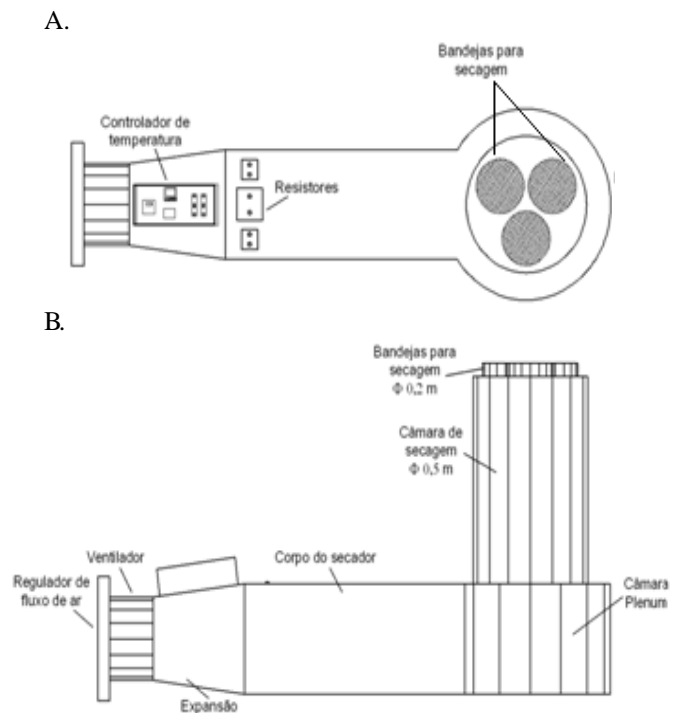 A.
Bandejas para
secagem
Controlador de
temperatura
Resistores
B.
Bandejas para
secagem
Φ 0,2 m
Câmara de
secagem
Φ 0,5 m
Ventilador
Corpo do secador
Regulador de
fluxo de ar
Câmara
Plenum
Expansão